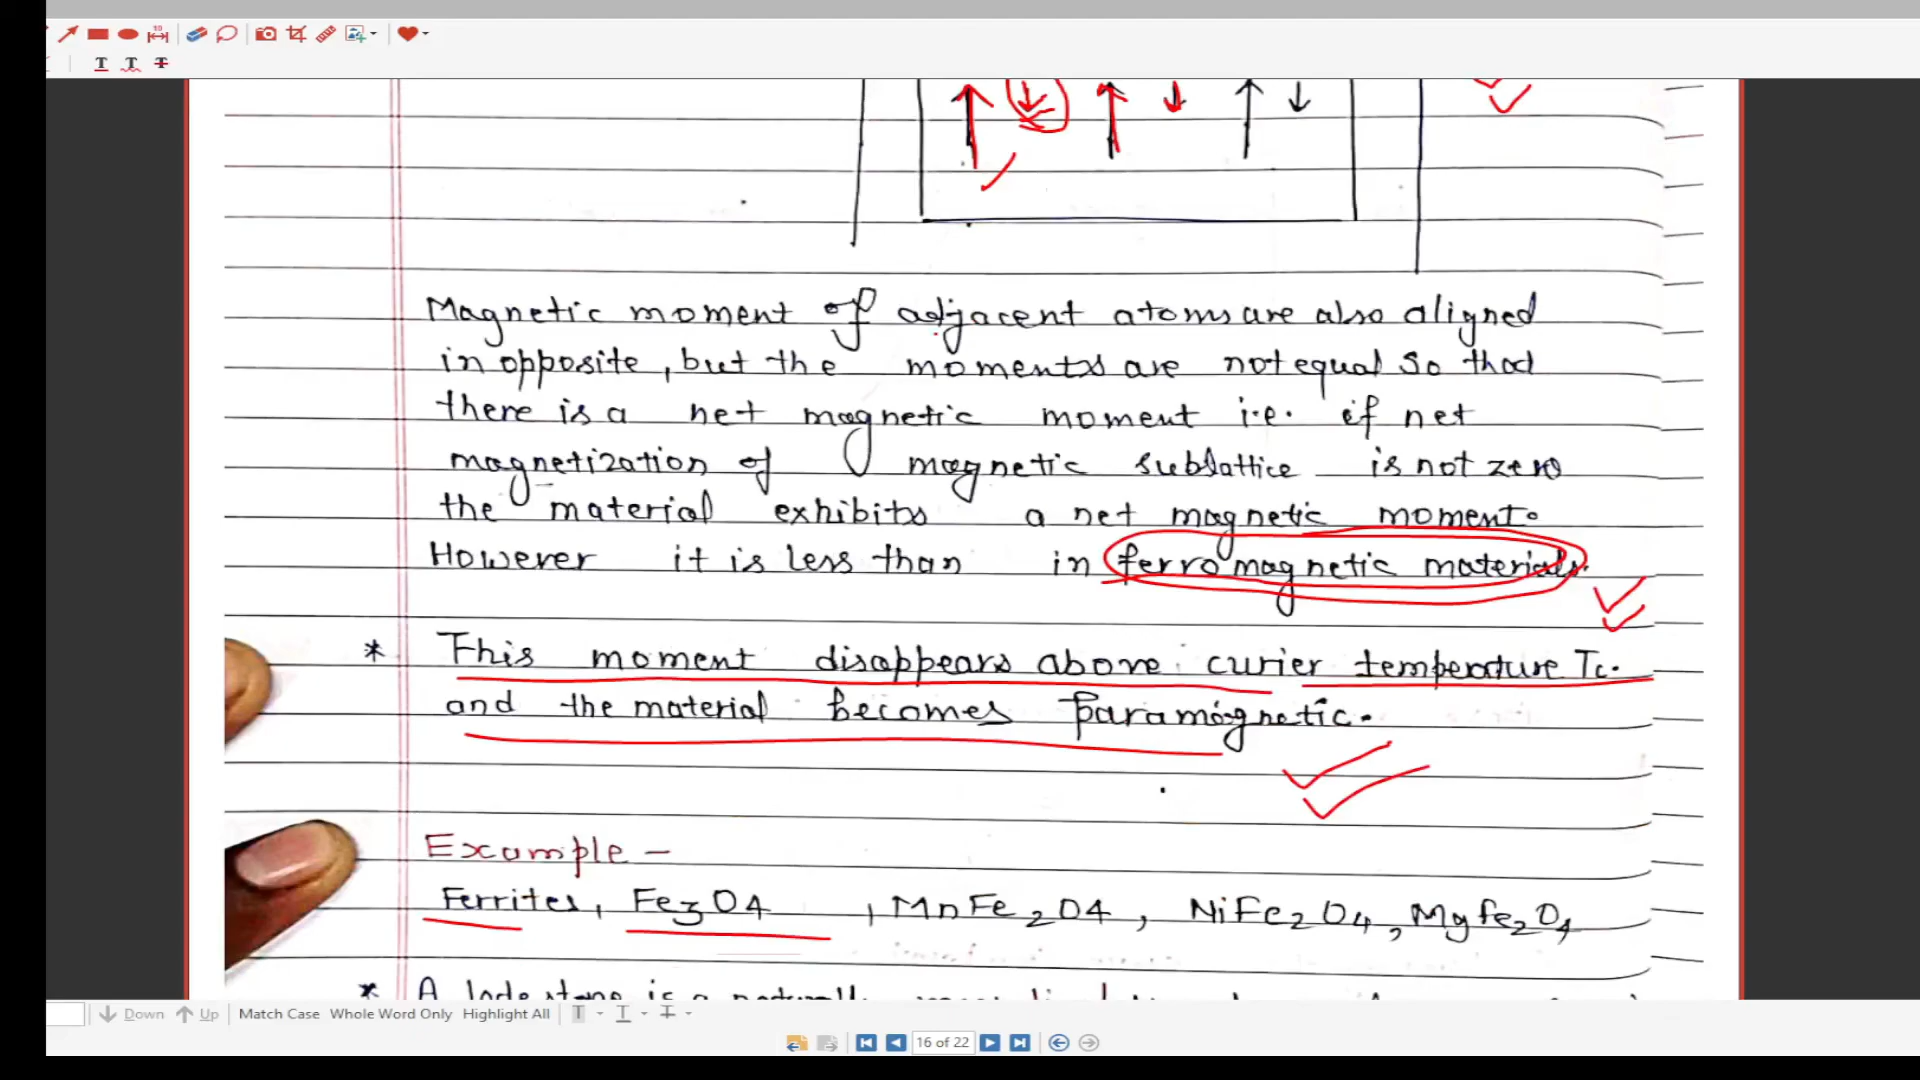 Magnetic moment of adjacent atoms are also aligned
in opposite, but the moments are not equal so that
there is a net magnetic moment i.e. if net
magnetization of magnetic sublattice is not zero
the material exhibits a net magnetic moment.
However it is less than in ferromagnetic materials.
* This moment disappears above curier temperature Tc.
and the material becomes paramagnetic.
Example -
Ferrites, Fe3O4, MnFe2O4, NiFe2O4, Mgfe2O4
* A lodestone is a naturally
Down Up Match Case Whole Word Only Highlight All T T T
16 of 22